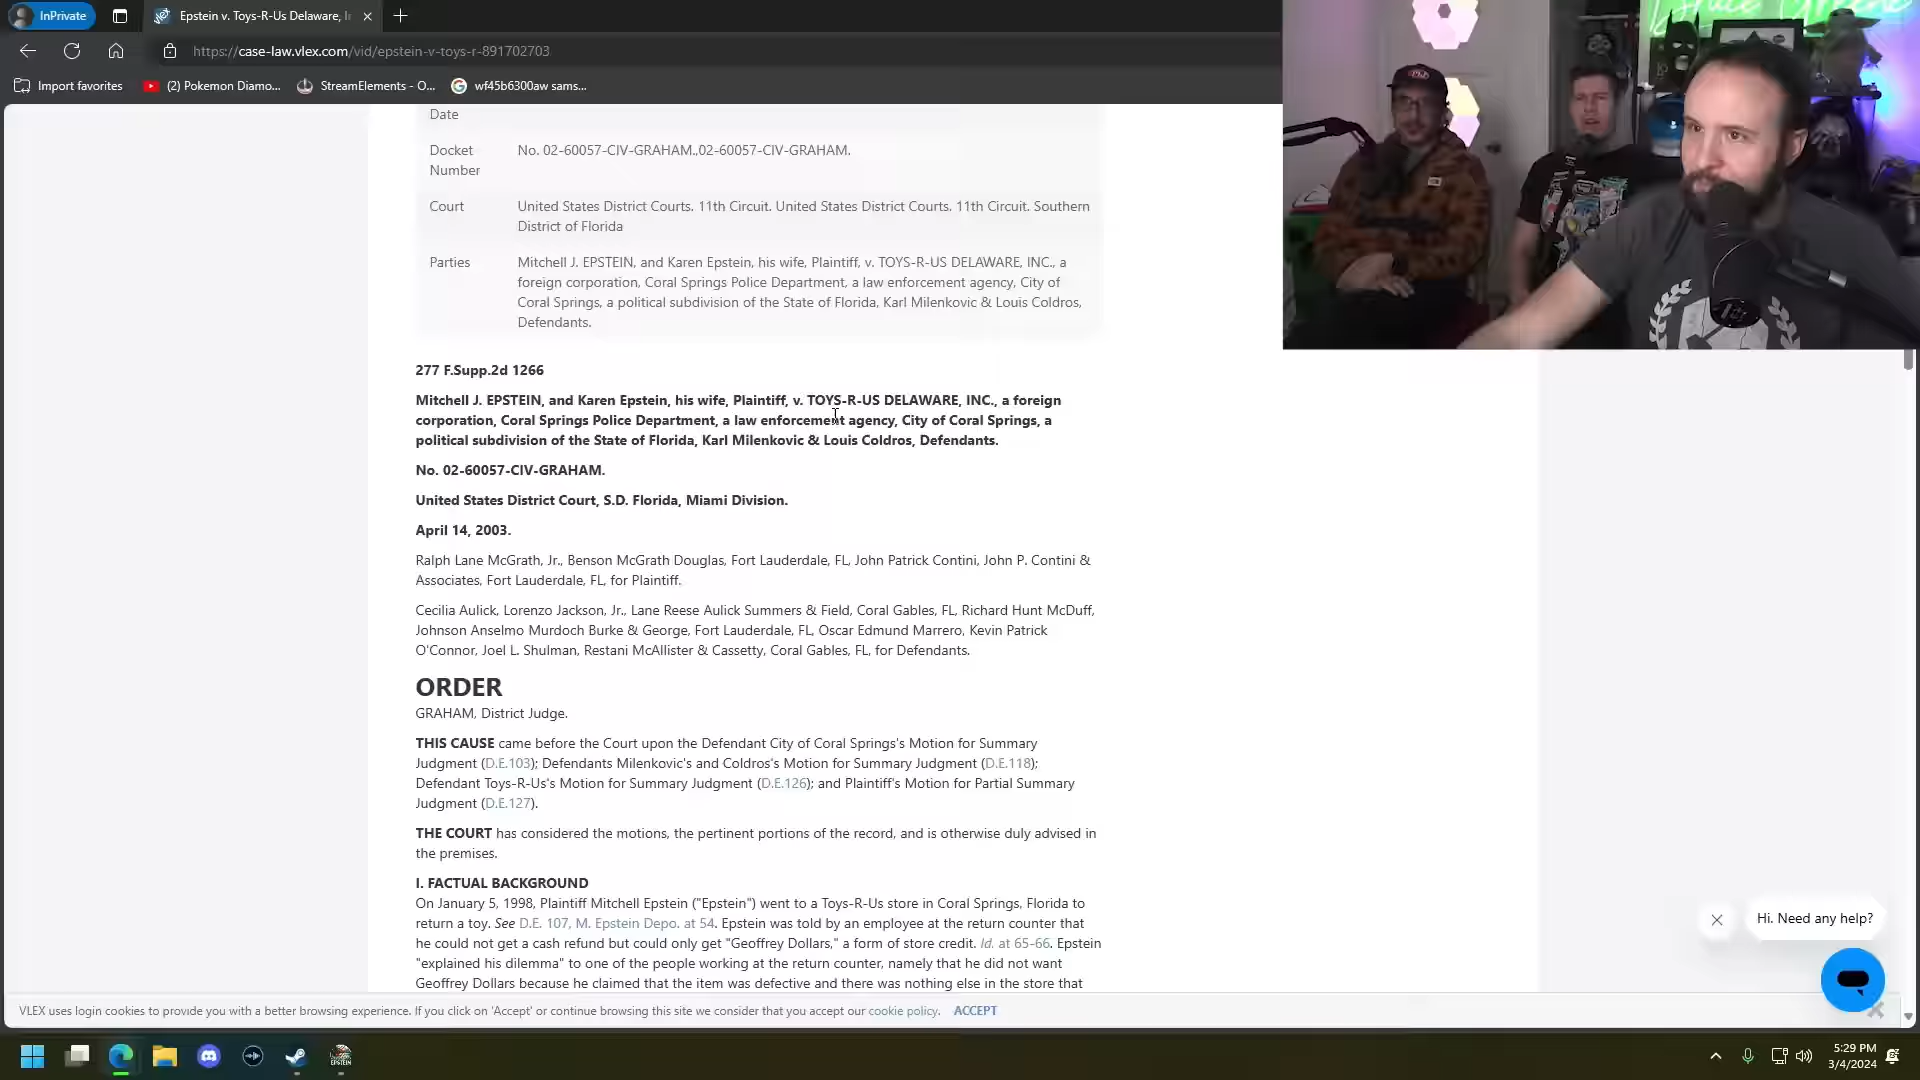 InPrivate
Epstein v. Toys-R-Us Delaware, I
https://case-law.vlex.com/vid/epstein-v-toys-r-891702703
Import favorites
(2) Pokemon Diamo...
StreamElements - O...
wf45b6300aw sams...
Date
Docket Number
No. 02-60057-CIV-GRAHAM.,02-60057-CIV-GRAHAM.
Court
United States District Courts. 11th Circuit. United States District Courts. 11th Circuit. Southern
District of Florida
Parties
Mitchell J. EPSTEIN, and Karen Epstein, his wife, Plaintiff, v. TOYS-R-US DELAWARE, INC., a
foreign corporation, Coral Springs Police Department, a law enforcement agency, City of
Coral Springs, a political subdivision of the State of Florida, Karl Milenkovic & Louis Coldros,
Defendants.
277 F.Supp.2d 1266
Mitchell J. EPSTEIN, and Karen Epstein, his wife, Plaintiff, v. TOYS-R-US DELAWARE, INC., a foreign
corporation, Coral Springs Police Department, a law enforcement agency, City of Coral Springs, a
political subdivision of the State of Florida, Karl Milenkovic & Louis Coldros, Defendants.
No. 02-60057-CIV-GRAHAM.
United States District Court, S.D. Florida, Miami Division.
April 14, 2003.
Ralph Lane McGrath, Jr., Benson McGrath Douglas, Fort Lauderdale, FL, John Patrick Contini, John P. Contini &
Associates, Fort Lauderdale, FL, for Plaintiff.
Cecilia Aulick, Lorenzo Jackson, Jr., Lane Reese Aulick Summers & Field, Coral Gables, FL, Richard Hunt McDuff,
Johnson Anselmo Murdoch Burke & George, Fort Lauderdale, FL, Oscar Edmund Marrero, Kevin Patrick
O'Connor, Joel L. Shulman, Restani McAllister & Cassetty, Coral Gables, FL, for Defendants.
ORDER
GRAHAM, District Judge.
THIS CAUSE came before the Court upon the Defendant City of Coral Springs's Motion for Summary
Judgment (D.E.103); Defendants Milenkovic's and Coldros's Motion for Summary Judgment (D.E.118);
Defendant Toys-R-Us's Motion for Summary Judgment (D.E.126); and Plaintiff's Motion for Partial Summary
Judgment (D.E.127).
THE COURT has considered the motions, the pertinent portions of the record, and is otherwise duly advised in
the premises.
I. FACTUAL BACKGROUND
On January 5, 1998, Plaintiff Mitchell Epstein ("Epstein") went to a Toys-R-Us store in Coral Springs, Florida to
return a toy. See D.E. 107, M. Epstein Depo. at 54. Epstein was told by an employee at the return counter that
he could not get a cash refund but could only get "Geoffrey Dollars," a form of store credit. Id. at 65-66. Epstein
"explained his dilemma" to one of the people working at the return counter, namely that he did not want
Geoffrey Dollars because he claimed that the item was defective and there was nothing else in the store that
Hi. Need any help?
VLEX uses login cookies to provide you with a better browsing experience. If you click on 'Accept' or continue browsing this site we consider that you accept our cookie policy. ACCEPT
EPSTEIN
5:29 PM
3/4/2024